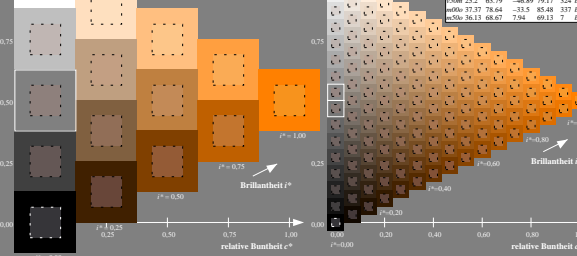 0,75
0,50
0,25
0,00
i* = 1,00
i* = 0,75
i* = 0,50
i* = 0,25
Brillantheit i*
0,25
0,50
0,75
1,00
relative Buntheit c*
0,75
0,50
0,25
0,00
m00o 37.37 78.64 −33.5 85.48 337
m50o 36.13 68.67 7.94 69.13 7
i*=0,80
i*=0,60
i*=0,40
i*=0,20
i*=0,00
Brillantheit i
0,00
0,20
0,40
0,60
0,80
relative Buntheit c